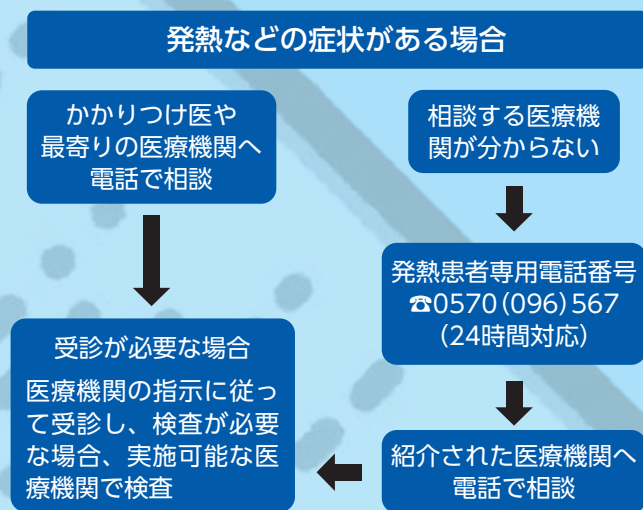 発熱などの症状がある場合
かかりつけ医や
最寄りの医療機関へ
電話で相談
受診が必要な場合
医療機関の指示に従っ
て受診し、検査が必要
な場合、実施可能な医
療機関で検査
相談する医療機
関が分からない
発熱患者専用電話番号
☎0570(096)567
(24時間対応)
紹介された医療機関へ
電話で相談